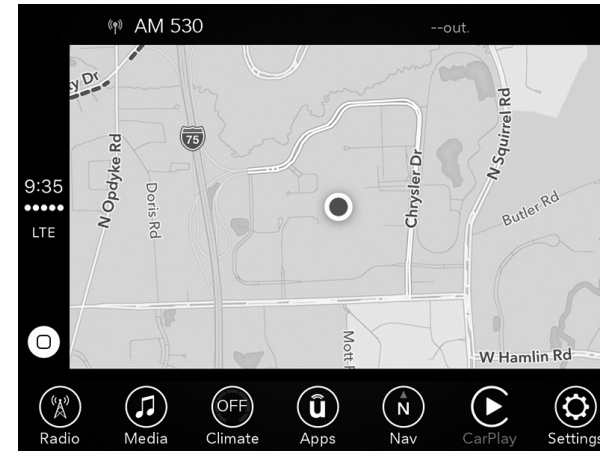 AM 530
--out.
ty Dr
75
N Opdyke Rd
Doris Rd
Chrysler Dr
N Squirrel Rd
Butler Rd
9:35
LTE
Mott
W Hamlin Rd
OFF
û
N
Radio
Media
Climate
Apps
Nav
CarPlay
Settings